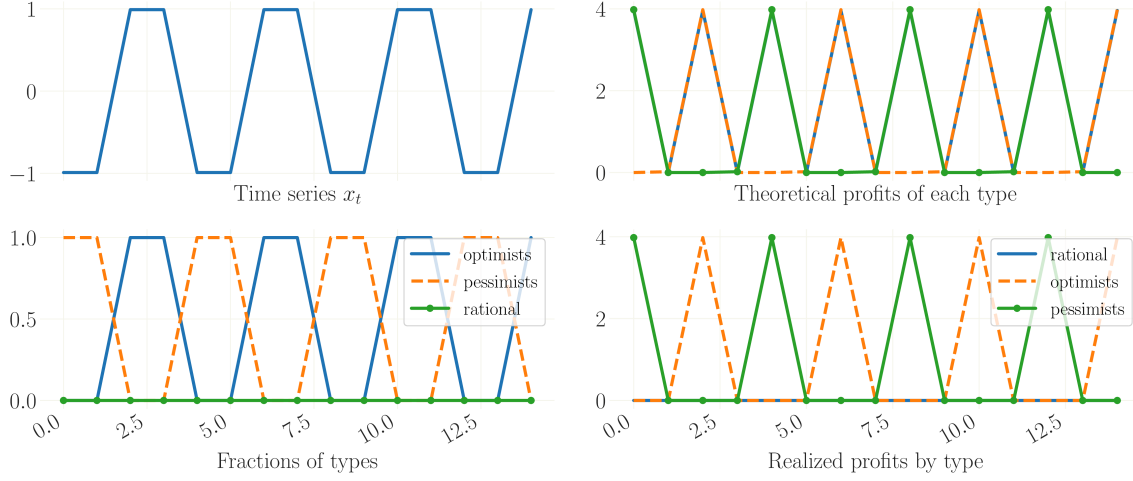 1
0
−1
Time series x_t
4
2
0
Theoretical profits of each type
1.0
0.5
0.0
optimists
pessimists
rational
0.0 2.5 5.0 7.5 10.0 12.5
Fractions of types
4
2
0
rational
optimists
pessimists
0.0 2.5 5.0 7.5 10.0 12.5
Realized profits by type